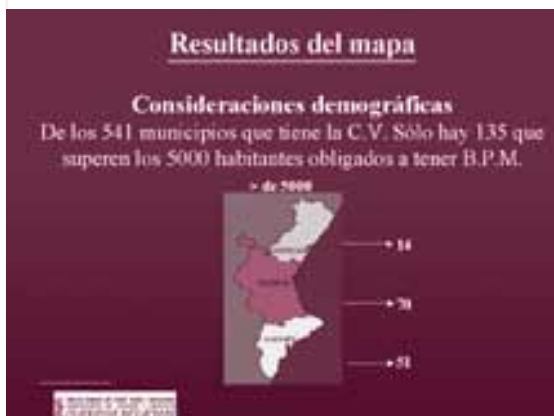 Resultados del mapa
Consideraciones demográficas
De los 541 municipios que tiene la C.V. Sólo hay 135 que
superen los 5000 habitantes obligados a tener B.P.M.
> de 5000
14
70
51